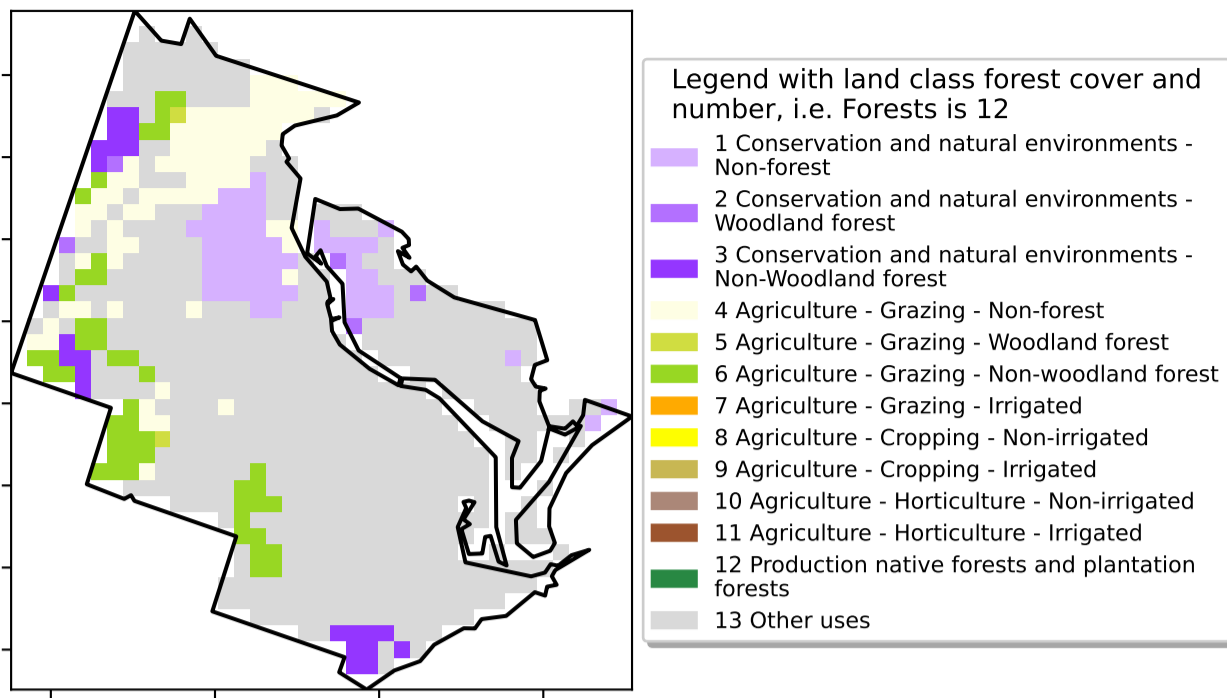 Legend with land class forest cover and
number, i.e. Forests is 12
1 Conservation and natural environments -
Non-forest
2 Conservation and natural environments -
Woodland forest
3 Conservation and natural environments -
Non-Woodland forest
4 Agriculture - Grazing - Non-forest
5 Agriculture - Grazing - Woodland forest
6 Agriculture - Grazing - Non-woodland forest
7 Agriculture - Grazing - Irrigated
8 Agriculture - Cropping - Non-irrigated
9 Agriculture - Cropping - Irrigated
10 Agriculture - Horticulture - Non-irrigated
11 Agriculture - Horticulture - Irrigated
12 Production native forests and plantation
forests
13 Other uses